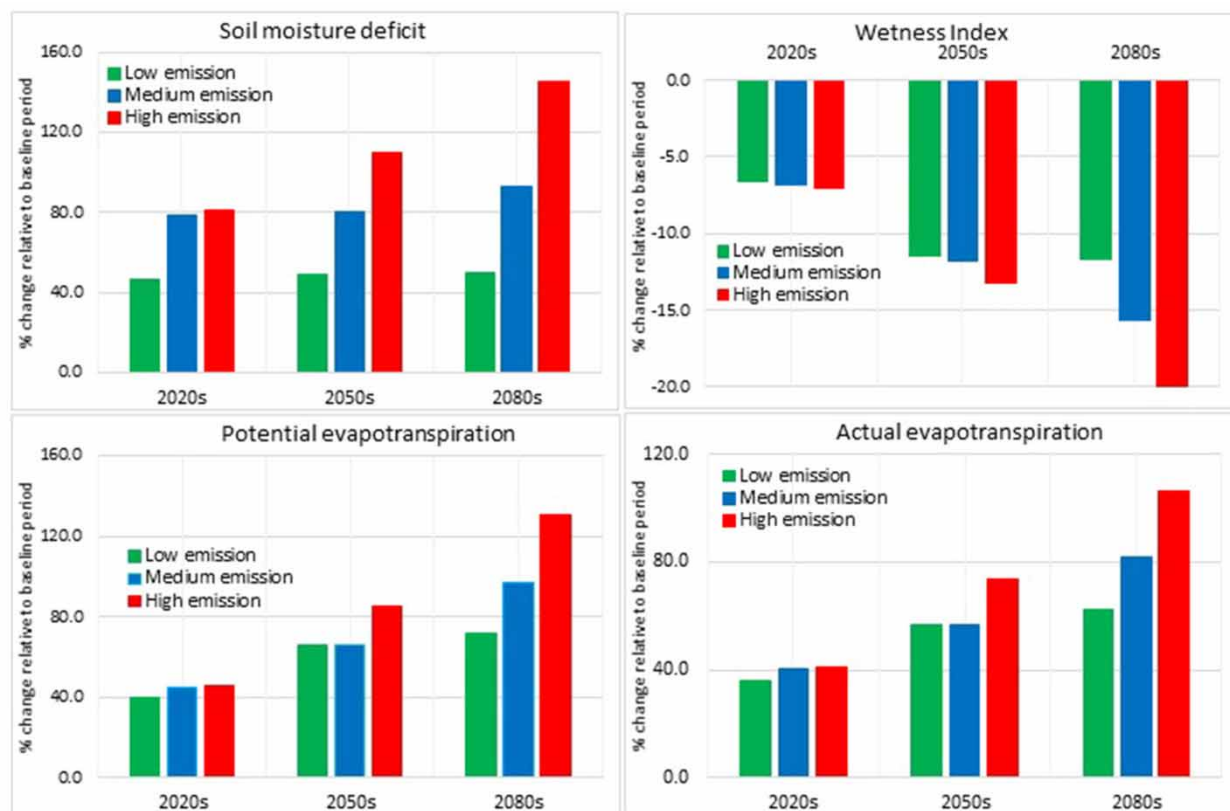 Soil moisture deficit
% change relative to baseline period
160.0
120.0
80.0
40.0
0.0
Low emission
Medium emission
High emission
2020s
2050s
2080s
Wetness Index
2020s
2050s
2080s
% change relative to baseline period
0.0
-5.0
-10.0
-15.0
-20.0
Low emission
Medium emission
High emission
Potential evapotranspiration
% change relative to baseline period
160.0
120.0
80.0
40.0
0.0
Low emission
Medium emission
High emission
2020s
2050s
2080s
Actual evapotranspiration
% change relative to baseline period
120.0
80.0
40.0
0.0
Low emission
Medium emission
High emission
2020s
2050s
2080s